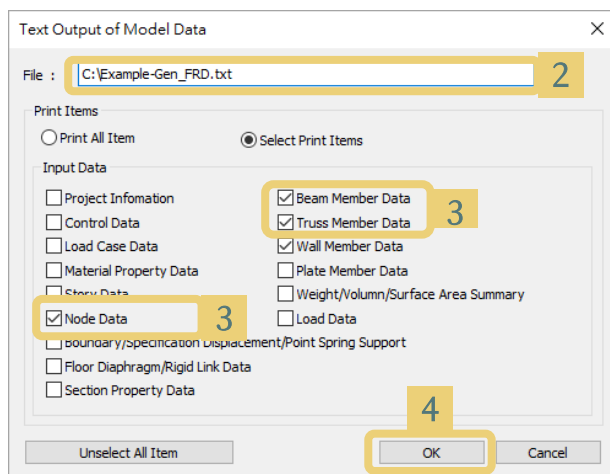 Text Output of Model Data
File : C:\Example-Gen_FRD.txt 2
Print Items
Print All Item Select Print Items
Input Data
Project Infomation Beam Member Data
Control Data Truss Member Data 3
Load Case Data Wall Member Data
Material Property Data Plate Member Data
Story Data Weight/Volumn/Surface Area Summary
Node Data 3 Load Data
Boundary/Specification Displacement/Point Spring Support
Floor Diaphragm/Rigid Link Data
Section Property Data
4
Unselect All Item OK Cancel